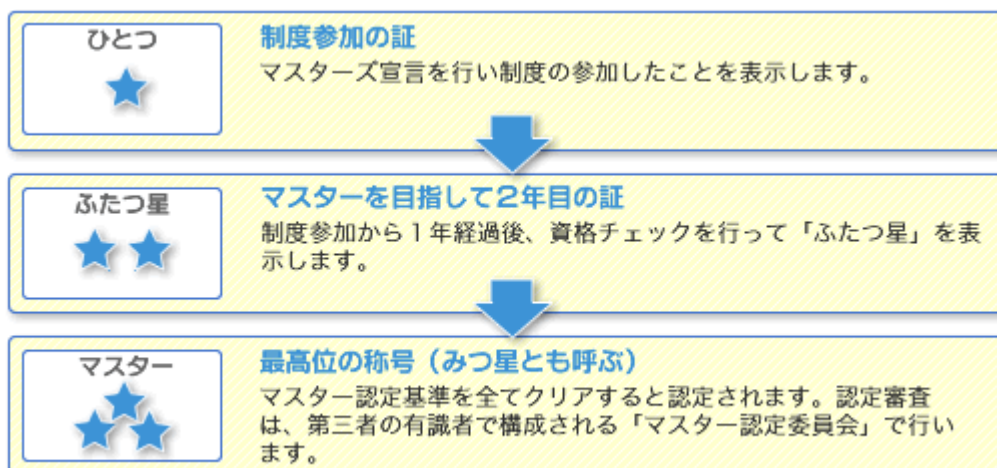 ひとつ
制度参加の証
マスターズ宣言を行い制度の参加したことを表示します。
ふたつ星
マスターを目指して2年目の証
制度参加から1年経過後、資格チェックを行って「ふたつ星」を表
示します。
マスター
最高位の称号（みつ星とも呼ぶ）
マスター認定基準を全てクリアすると認定されます。認定審査
は、第三者の有識者で構成される「マスター認定委員会」で行い
ます。